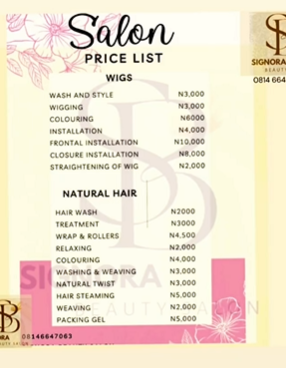 Salon
PRICE LIST
WIGS
WASH AND STYLE N3,000
WIGGING N3,000
COLOURING N6000
INSTALLATION N4,000
FRONTAL INSTALLATION N10,000
CLOSURE INSTALLATION N8,000
STRAIGHTENING OF WIG N2,000
NATURAL HAIR
HAIR WASH N2000
TREATMENT N3000
WRAP & ROLLERS N4,500
RELAXING N2,000
COLOURING N4,000
WASHING & WEAVING N3,000
NATURAL TWIST N3,000
HAIR STEAMING N5,000
WEAVING N2,000
PACKING GEL N5,000
SIGNORA
BEAUTY
0814 664
SIGNORA
BEAUTY SALON
08146647063